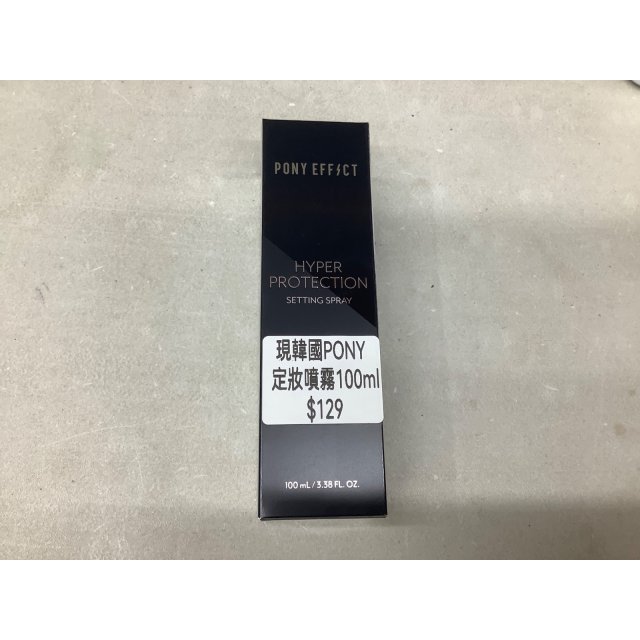 PONY EFFECT
HYPER
PROTECTION
SETTING SPRAY
現韓國PONY
定妝噴霧100ml
$129
100 mL / 3.38 FL. OZ.